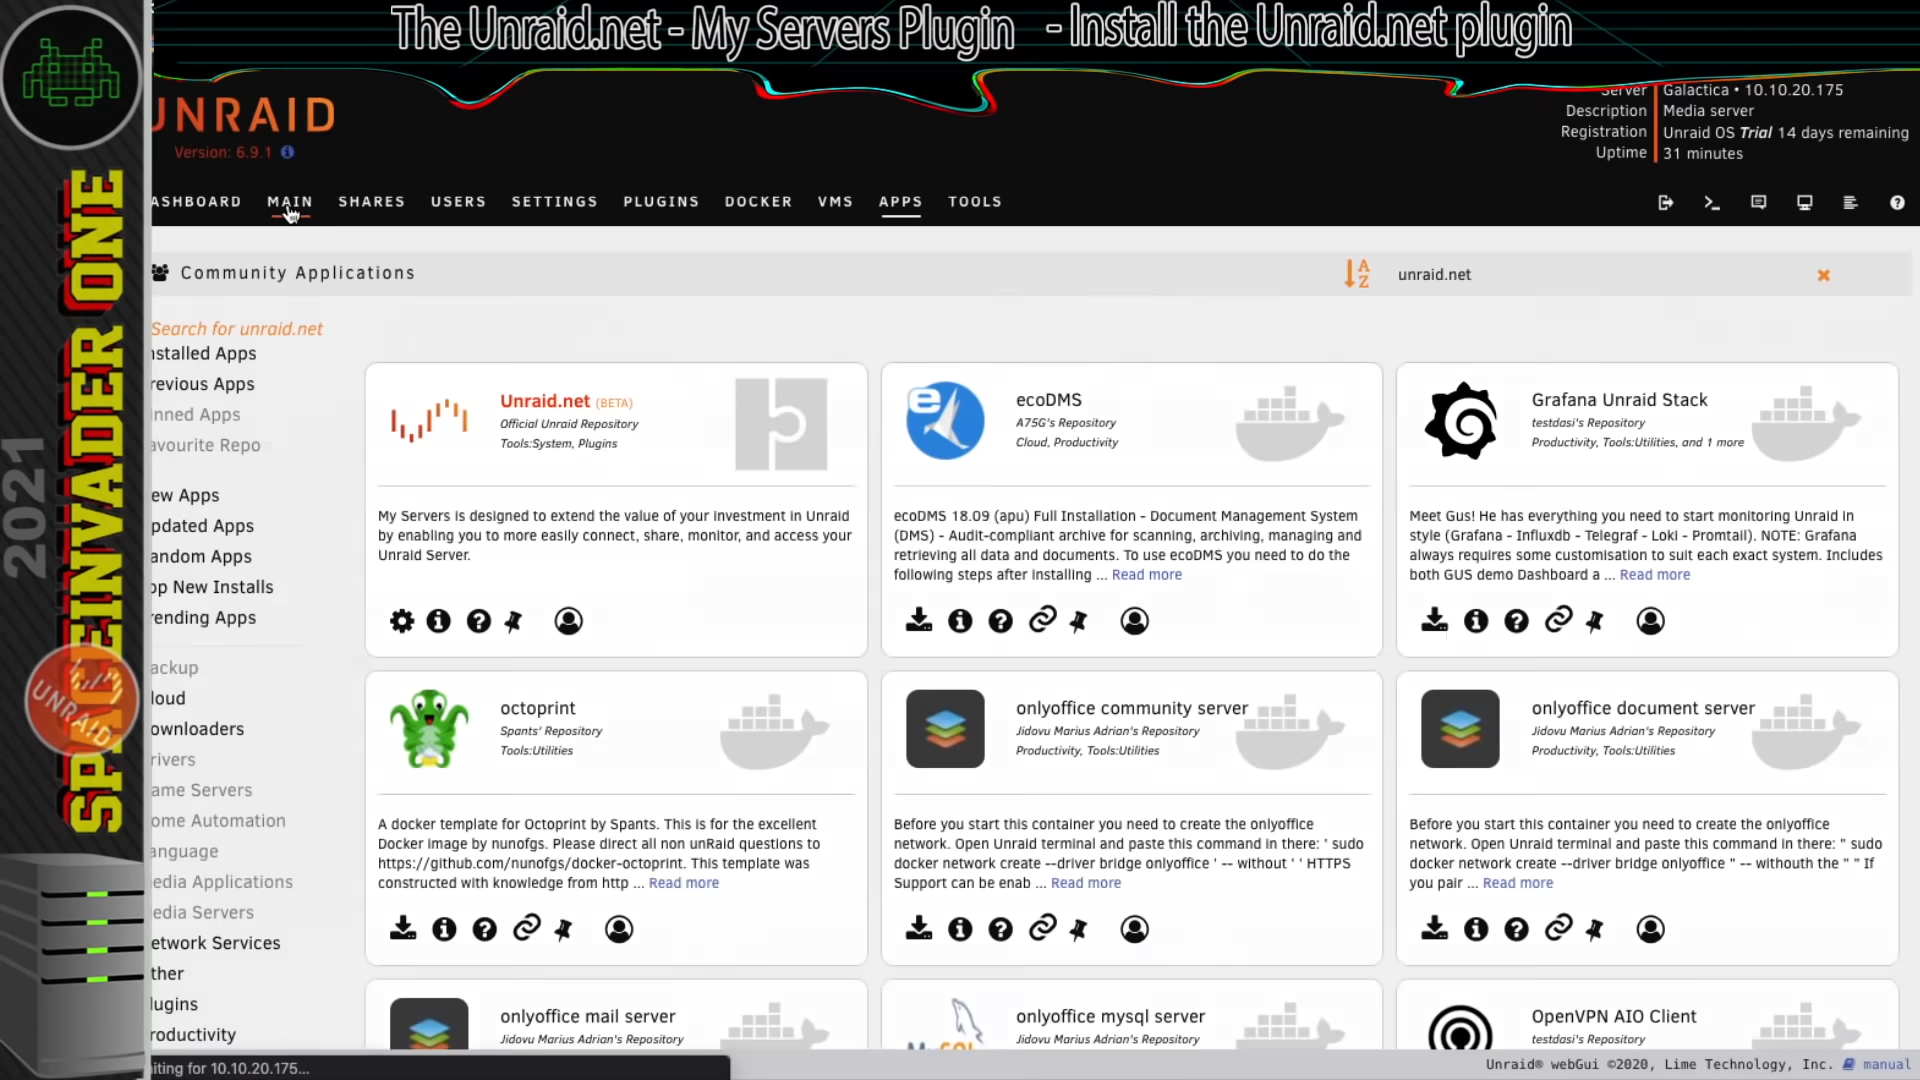 The Unraid.net - My Servers Plugin - Install the Unraid.net plugin
UNRAID
Version: 6.9.1
Server Galactica • 10.10.20.175
Description Media server
Registration Unraid OS Trial 14 days remaining
Uptime 31 minutes
ASHBOARD MAIN SHARES USERS SETTINGS PLUGINS DOCKER VMS APPS TOOLS
Community Applications
A
Z
unraid.net
Search for unraid.net
nstalled Apps
revious Apps
inned Apps
avourite Repo
ew Apps
pdated Apps
andom Apps
op New Installs
rending Apps
ackup
loud
ownloaders
rivers
ame Servers
ome Automation
anguage
edia Applications
edia Servers
etwork Services
ther
lugins
roductivity
Unraid.net (BETA)
Official Unraid Repository
Tools:System, Plugins
My Servers is designed to extend the value of your investment in Unraid
by enabling you to more easily connect, share, monitor, and access your
Unraid Server.
ecoDMS
A75G's Repository
Cloud, Productivity
ecoDMS 18.09 (apu) Full Installation - Document Management System
(DMS) - Audit-compliant archive for scanning, archiving, managing and
retrieving all data and documents. To use ecoDMS you need to do the
following steps after installing ... Read more
Grafana Unraid Stack
testdasi's Repository
Productivity, Tools:Utilities, and 1 more
Meet Gus! He has everything you need to start monitoring Unraid in
style (Grafana - Influxdb - Telegraf - Loki - Promtail). NOTE: Grafana
always requires some customisation to suit each exact system. Includes
both GUS demo Dashboard a ... Read more
octoprint
Spants' Repository
Tools:Utilities
A docker template for Octoprint by Spants. This is for the excellent
Docker image by nunofgs. Please direct all non unRaid questions to
https://github.com/nunofgs/docker-octoprint. This template was
constructed with knowledge from http ... Read more
onlyoffice community server
Jidovu Marius Adrian's Repository
Productivity, Tools:Utilities
Before you start this container you need to create the onlyoffice
network. Open Unraid terminal and paste this command in there: ' sudo
docker network create --driver bridge onlyoffice ' -- without ' ' HTTPS
Support can be enab ... Read more
onlyoffice document server
Jidovu Marius Adrian's Repository
Productivity, Tools:Utilities
Before you start this container you need to create the onlyoffice
network. Open Unraid terminal and paste this command in there: " sudo
docker network create --driver bridge onlyoffice " -- withouth the " " If
you pair ... Read more
onlyoffice mail server
Jidovu Marius Adrian's Repository
onlyoffice mysql server
Jidovu Marius Adrian's Repository
OpenVPN AIO Client
testdasi's Repository
iting for 10.10.20.175...
Unraid® webGui ©2020, Lime Technology, Inc. manual
2021
SPACEINVADER ONE
UNRAID